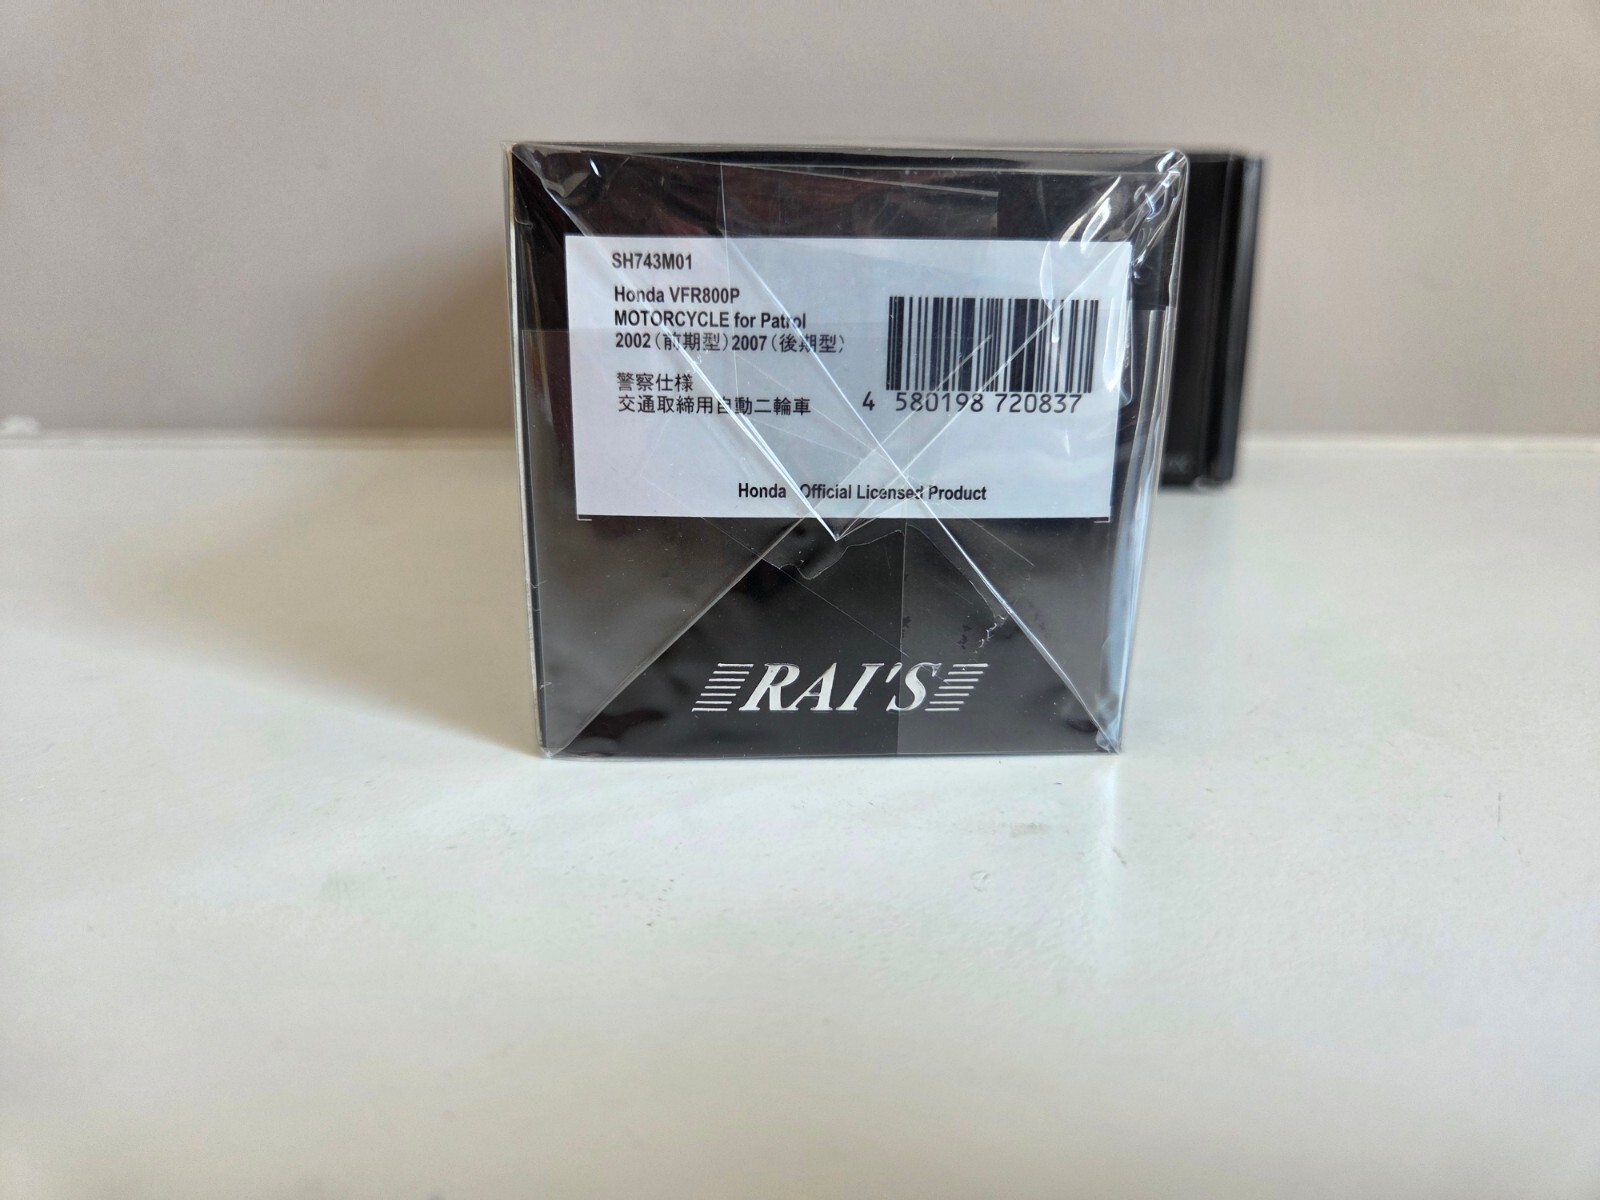 SH743M01
Honda VFR800P
MOTORCYCLE for Patrol
2002(前期型)2007(後期型)
警察仕様
交通取締用自動二輪車
4 580198 720837
Honda Official Licensed Product
RAI'S